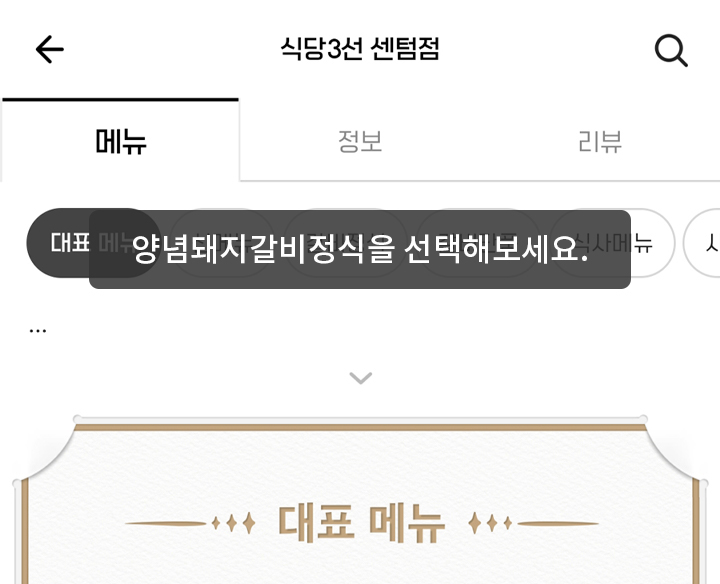 식당3선 센텀점
메뉴
정보
리뷰
대표 메뉴
식사메뉴
양념돼지갈비정식을 선택해보세요.
...
대표 메뉴